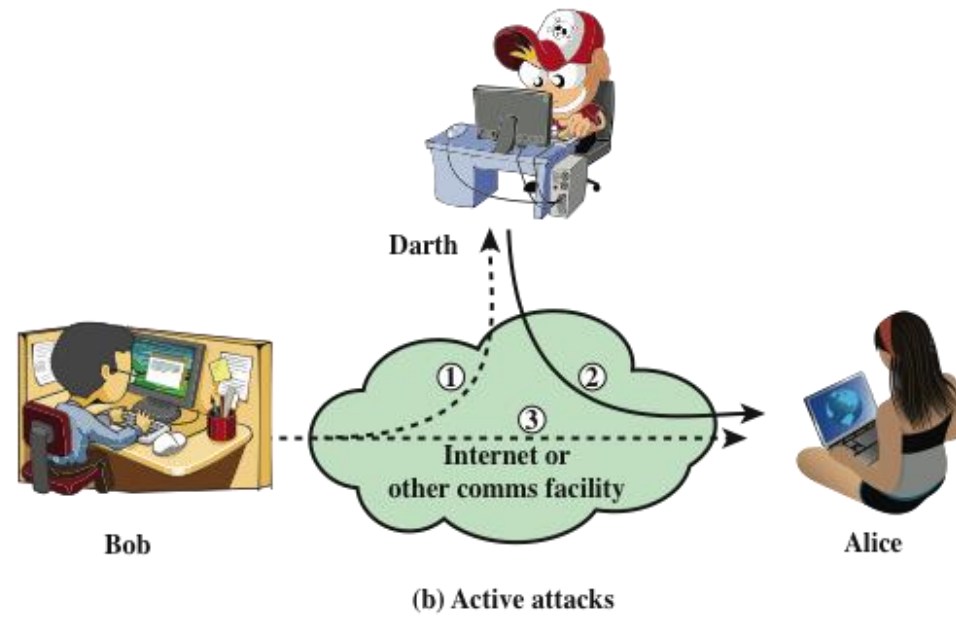 Darth
①
②
③
Internet or
other comms facility
Bob
Alice
(b) Active attacks